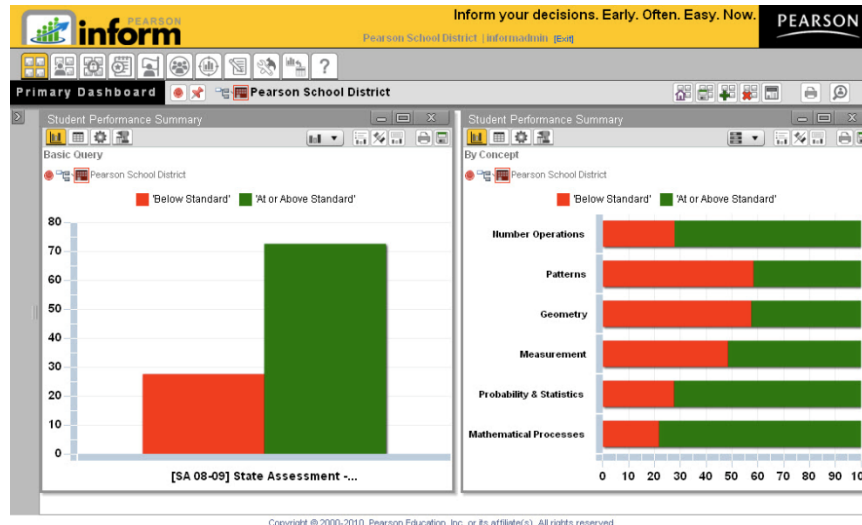 PEARSON
inform
Inform your decisions. Early. Often. Easy. Now.
Pearson School District | informadmin [Exit]
PEARSON
?
Primary Dashboard
Pearson School District
Student Performance Summary
Basic Query
Pearson School District
'Below Standard' 'At or Above Standard'
80
70
60
50
40
30
20
10
0
[SA 08-09] State Assessment -...
Student Performance Summary
By Concept
Pearson School District
'Below Standard' 'At or Above Standard'
Number Operations
Patterns
Geometry
Measurement
Probability & Statistics
Mathematical Processes
0 10 20 30 40 50 60 70 80 90 10
Copyright © 2000-2010 Pearson Education, Inc. or its affiliate(s). All rights reserved